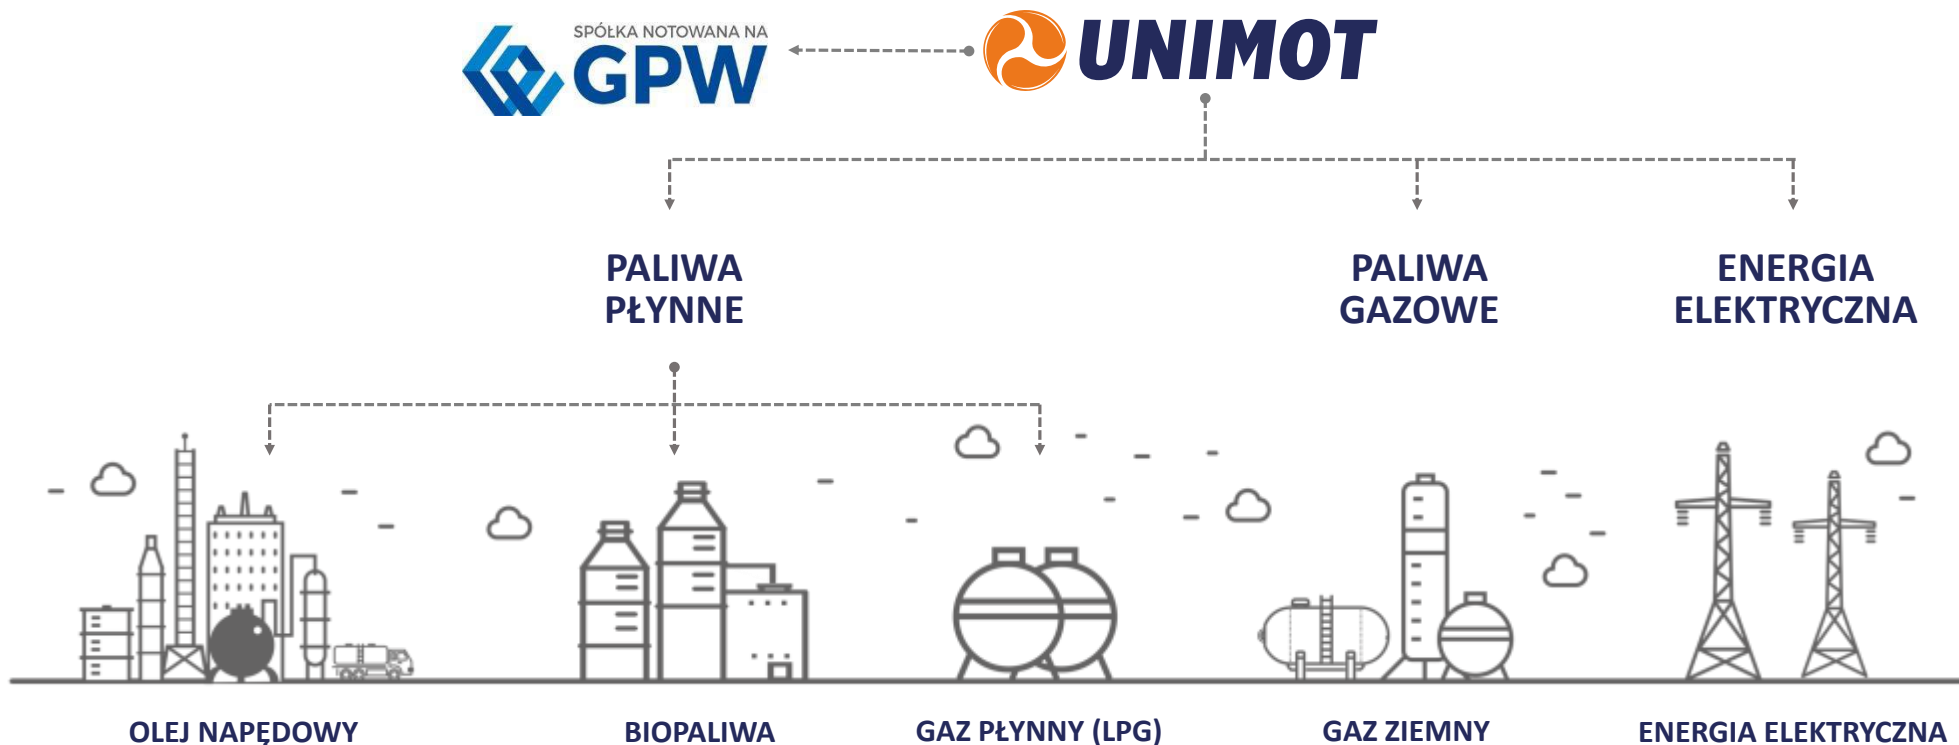 SPÓŁKA NOTOWANA NA
GPW
UNIMOT
PALIWA
PŁYNNE
PALIWA
GAZOWE
ENERGIA
ELEKTRYCZNA
OLEJ NAPĘDOWY
BIOPALIWA
GAZ PŁYNNY (LPG)
GAZ ZIEMNY
ENERGIA ELEKTRYCZNA